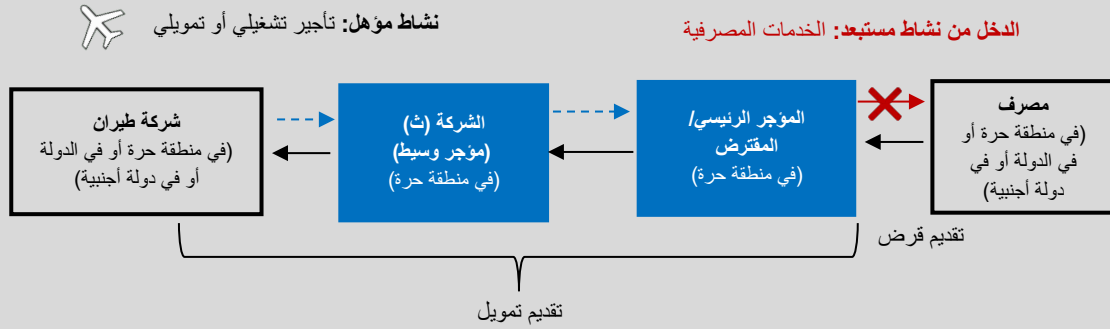 الدخل من نشاط مستبعد: الخدمات المصرفية
نشاط مؤهل: تأجير تشغيلي أو تمويلي
مصرف
(في منطقة حرة أو
في الدولة أو في
دولة أجنبية)
المؤجر الرئيسي/
المقترض
(في منطقة حرة)
الشركة (ث)
(مؤجر وسيط)
(في منطقة حرة)
شركة طيران
(في منطقة حرة أو في الدولة
أو في دولة أجنبية)
تقديم قرض
تقديم تمويل